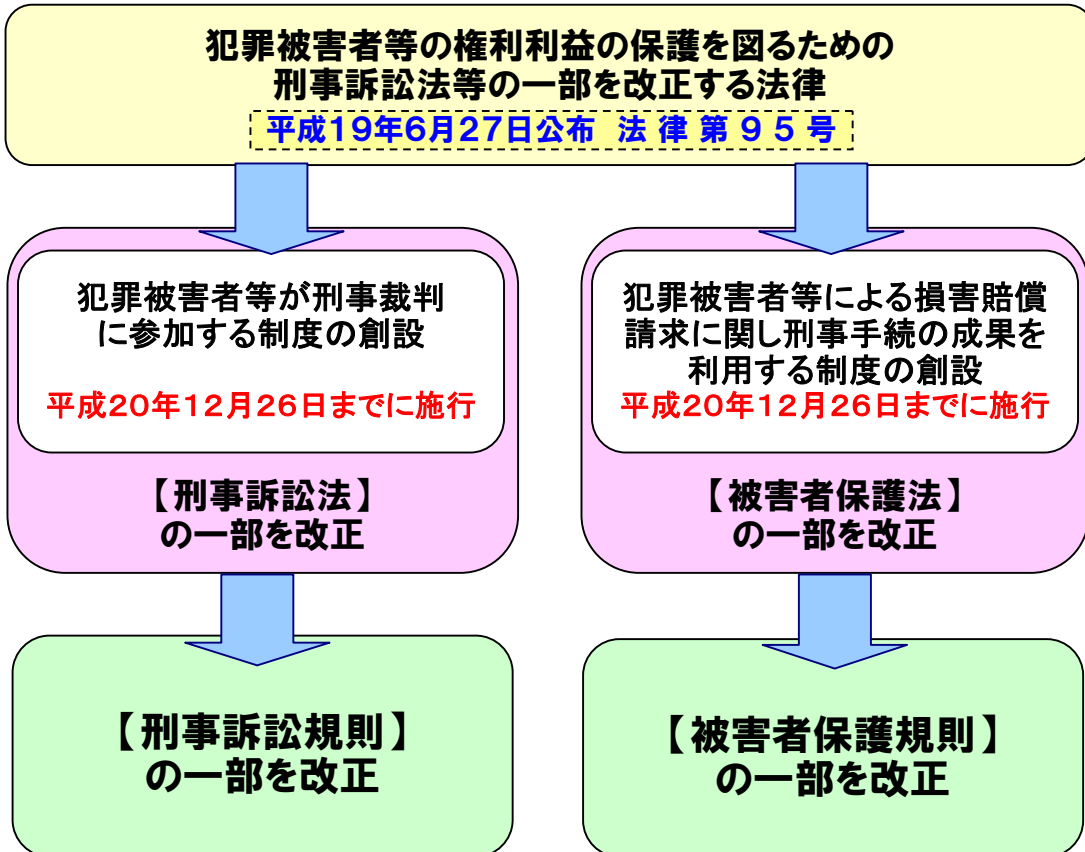 犯罪被害者等の権利利益の保護を図るための
刑事訴訟法等の一部を改正する法律
平成19年6月27日公布 法律第95号
犯罪被害者等が刑事裁判
に参加する制度の創設
平成20年12月26日までに施行
【刑事訴訟法】
の一部を改正
犯罪被害者等による損害賠償
請求に関し刑事手続の成果を
利用する制度の創設
平成20年12月26日までに施行
【被害者保護法】
の一部を改正
【刑事訴訟規則】
の一部を改正
【被害者保護規則】
の一部を改正